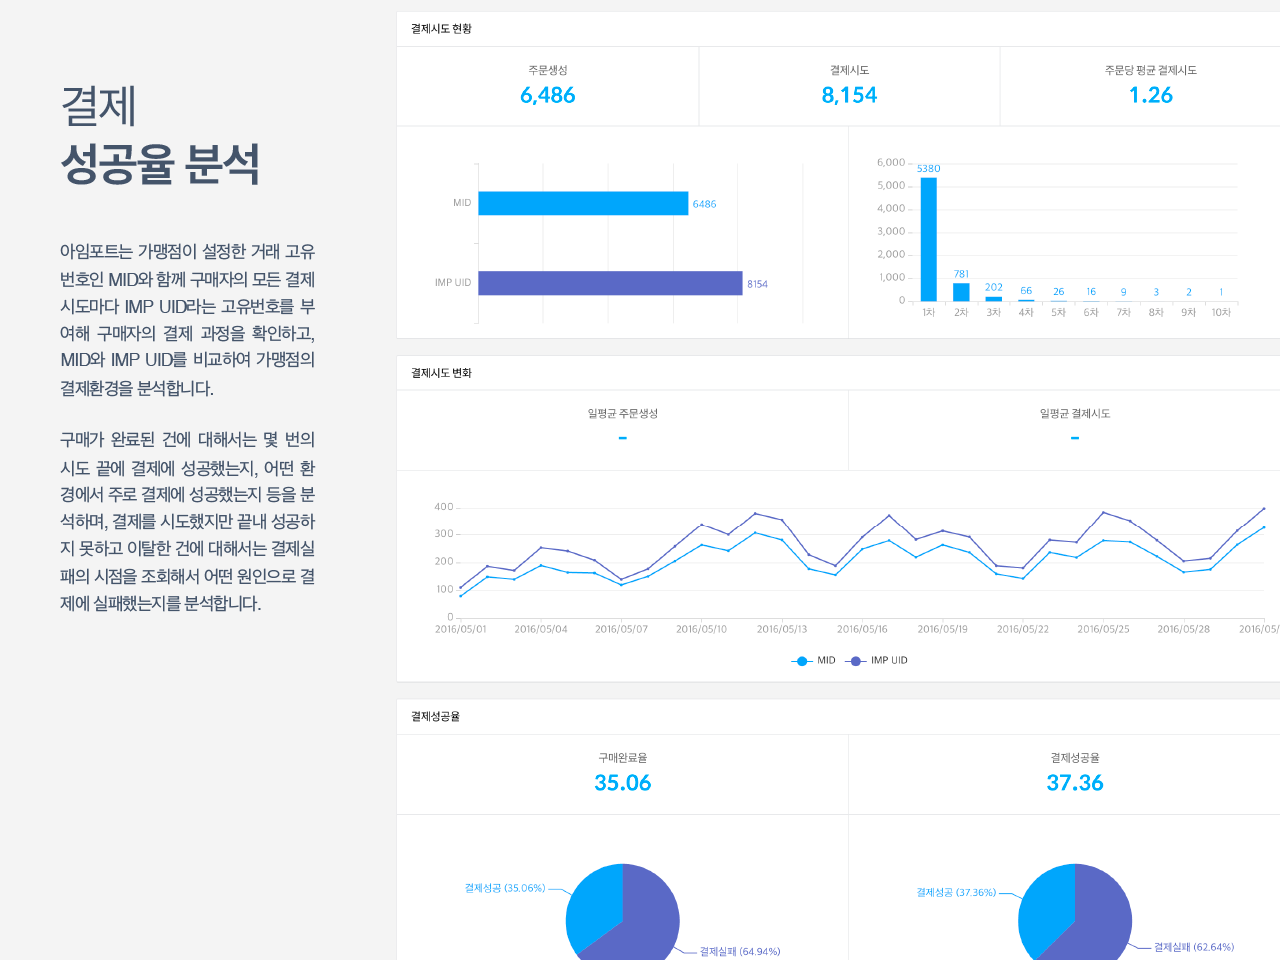 결제
성공율 분석
아임포트는 가맹점이 설정한 거래 고유
번호인 MID와 함께 구매자의 모든 결제
시도마다 IMP UID라는 고유번호를 부
여해 구매자의 결제 과정을 확인하고,
MID와 IMP UID를 비교하여 가맹점의
결제환경을 분석합니다.
구매가 완료된 건에 대해서는 몇 번의
시도 끝에 결제에 성공했는지, 어떤 환
경에서 주로 결제에 성공했는지 등을 분
석하며, 결제를 시도했지만 끝내 성공하
지 못하고 이탈한 건에 대해서는 결제실
패의 시점을 조회해서 어떤 원인으로 결
제에 실패했는지를 분석합니다.
결제시도 현황
주문생성
6,486
결제시도
8,154
주문당 평균 결제시도
1.26
MID
6486
IMP UID
8154
6,000
5,000
4,000
3,000
2,000
1,000
0
5380
781
202
66
26
16
9
3
2
1
1차
2차
3차
4차
5차
6차
7차
8차
9차
10차
결제시도 변화
일평균 주문생성
-
일평균 결제시도
-
400
300
200
100
0
2016/05/01
2016/05/04
2016/05/07
2016/05/10
2016/05/13
2016/05/16
2016/05/19
2016/05/22
2016/05/25
2016/05/28
2016/05/
MID
IMP UID
결제성공율
구매완료율
35.06
결제성공율
37.36
결제성공 (35.06%)
결제실패 (64.94%)
결제성공 (37.36%)
결제실패 (62.64%)